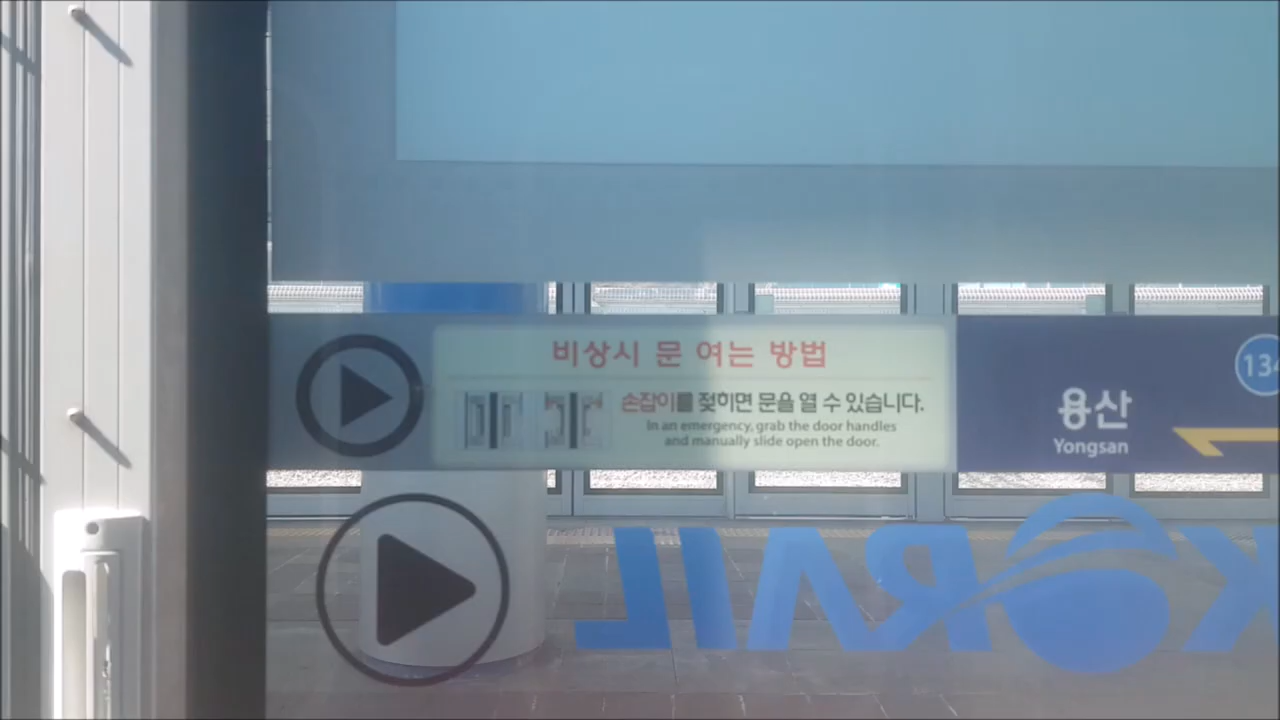 비상시 문 여는 방법
손잡이를 젖히면 문을 열 수 있습니다.
In an emergency, grab the door handles
and manually slide open the door.
134
용산
Yongsan
KORAIL